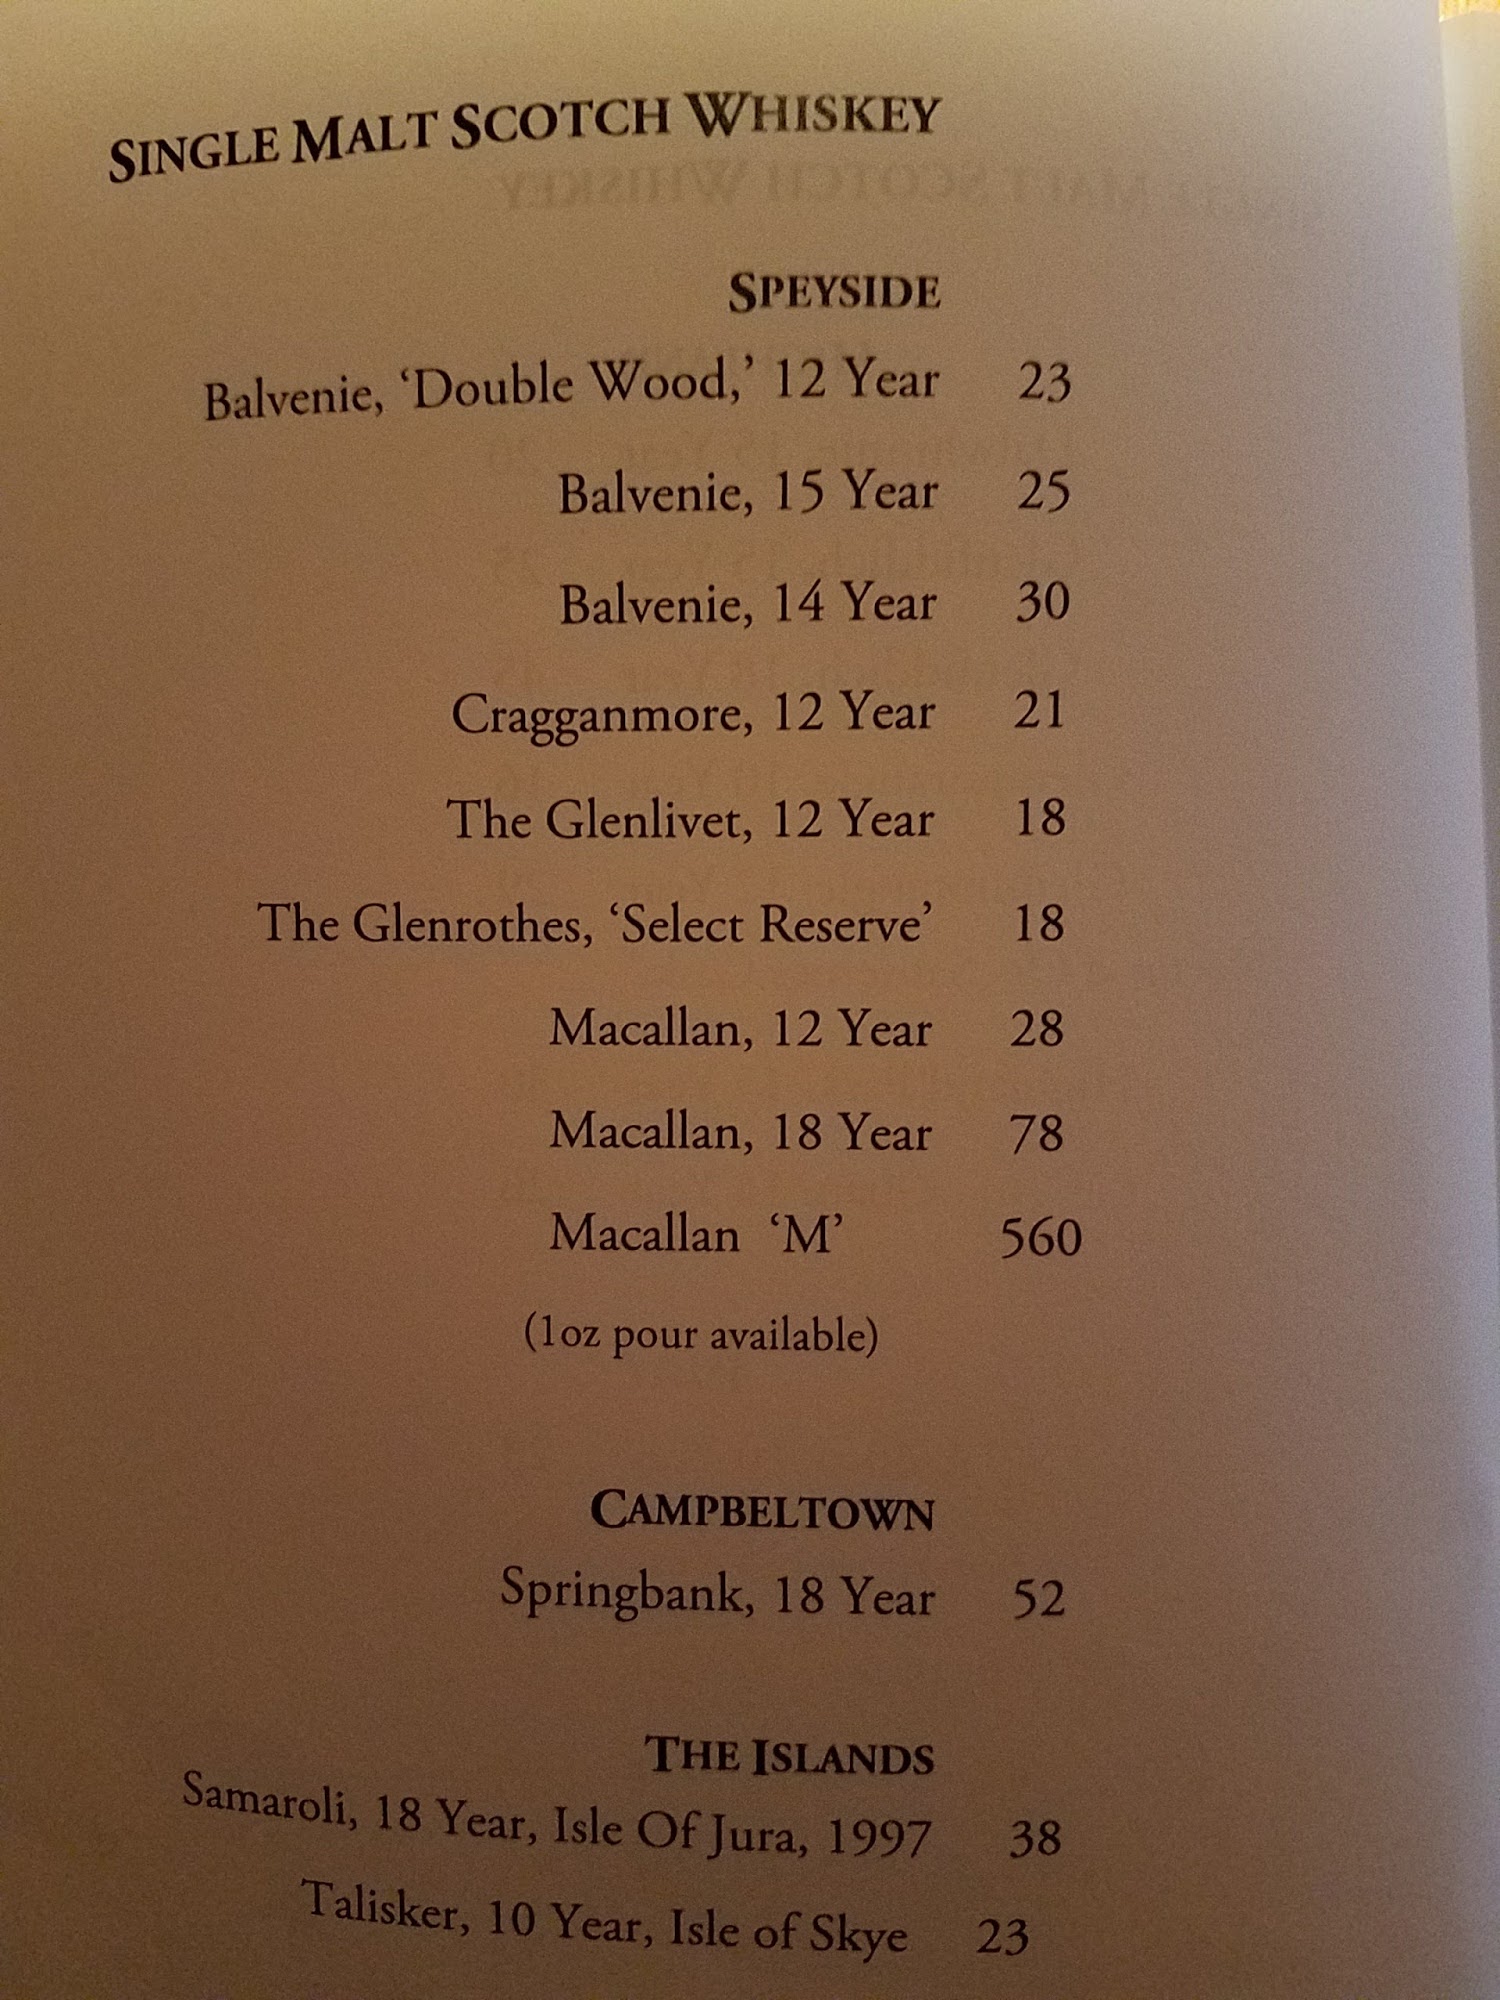 SINGLE MALT SCOTCH WHISKEY
SPEYSIDE
Balvenie, ‘Double Wood,’ 12 Year 23
Balvenie, 15 Year 25
Balvenie, 14 Year 30
Cragganmore, 12 Year 21
The Glenlivet, 12 Year 18
The Glenrothes, ‘Select Reserve’ 18
Macallan, 12 Year 28
Macallan, 18 Year 78
Macallan ‘M’ 560
(1oz pour available)
CAMPBELTOWN
Springbank, 18 Year 52
THE ISLANDS
Samaroli, 18 Year, Isle Of Jura, 1997 38
Talisker, 10 Year, Isle of Skye 23